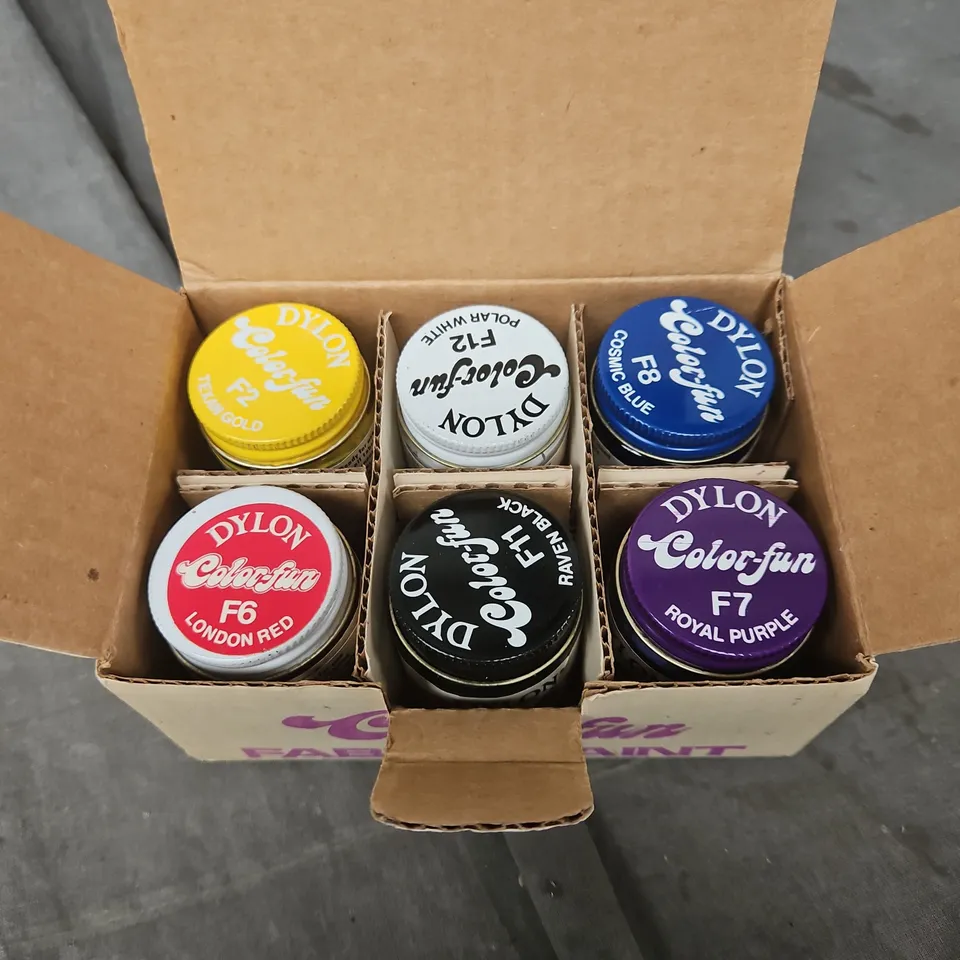 DYLON
Color-fun
F2
TEXAN GOLD
POLAR WHITE
F12
Color-fun
DYLON
DYLON
Color-fun
F8
COSMIC BLUE
DYLON
Color-fun
F6
LONDON RED
DYLON
Color-fun
F11
RAVEN BLACK
DYLON
Color-fun
F7
ROYAL PURPLE